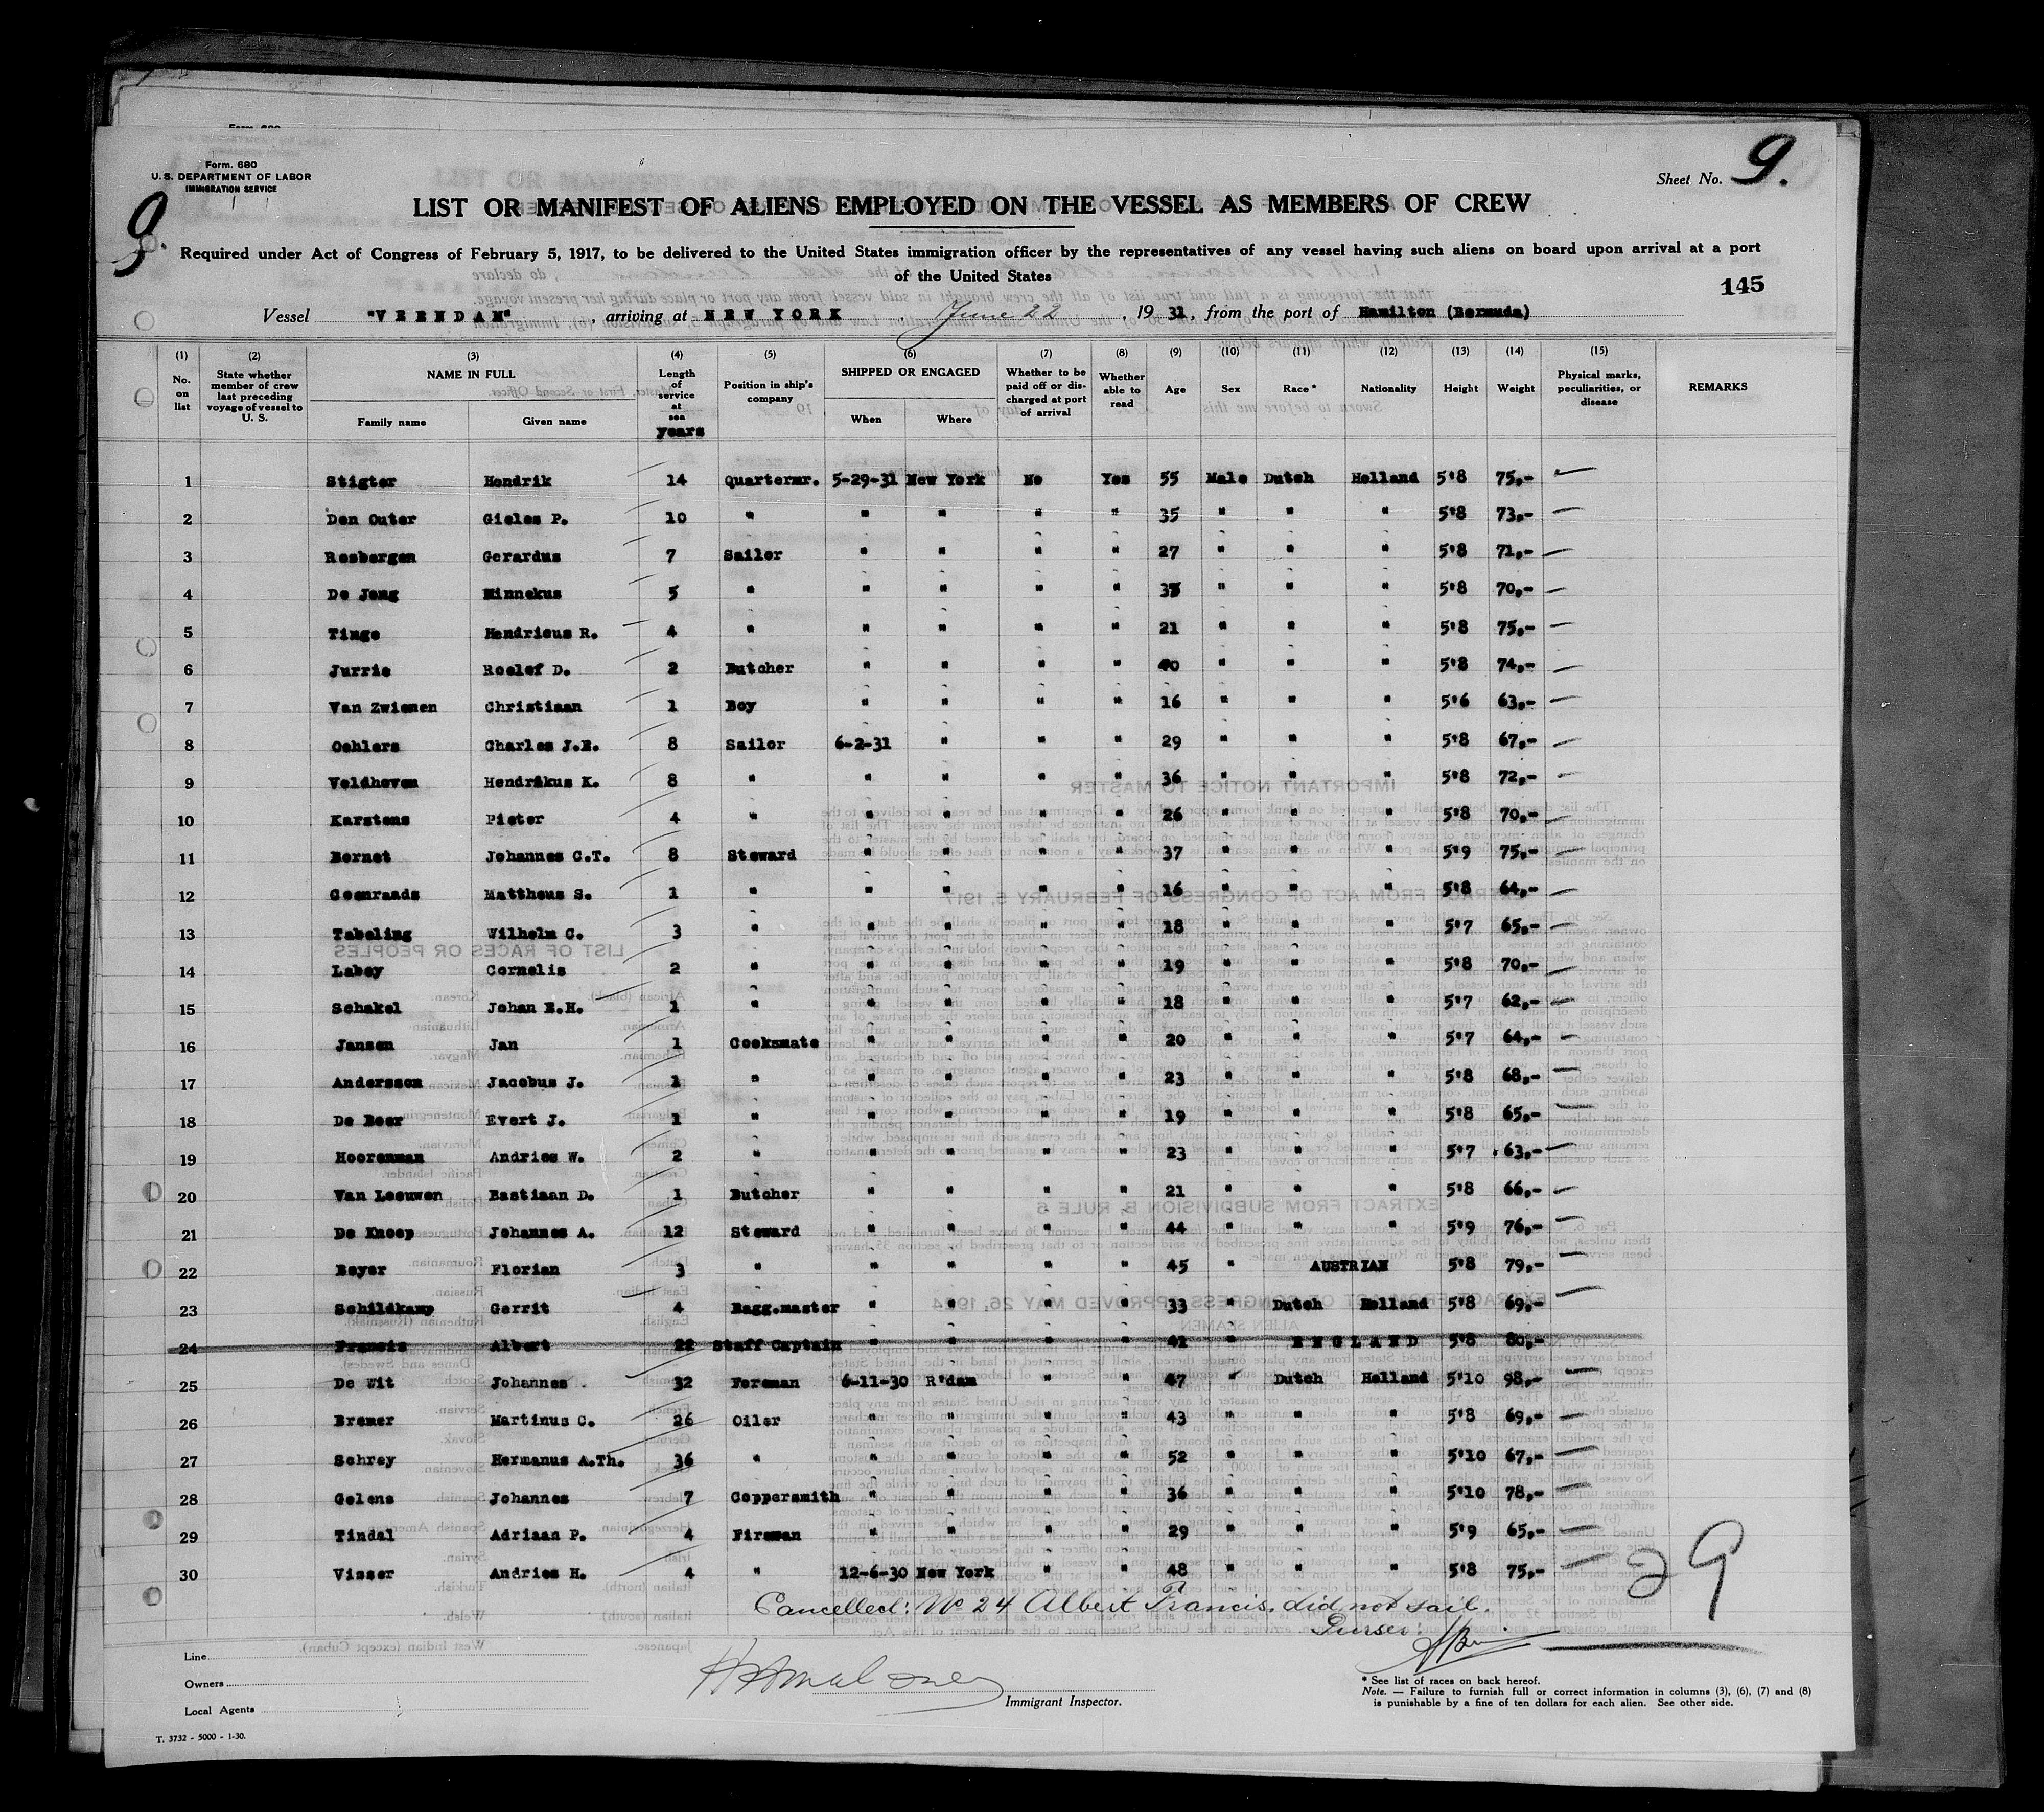 Form. 680
U. S. DEPARTMENT OF LABOR
IMMIGRATION SERVICE
9.
Sheet No. 9.
LIST OR MANIFEST OF ALIENS EMPLOYED ON THE VESSEL AS MEMBERS OF CREW
Required under Act of Congress of February 5, 1917, to be delivered to the United States immigration officer by the representatives of any vessel having such aliens on board upon arrival at a port
of the United States
145
Vessel "VEENDAM", arriving at NEW YORK, June 22, 1931, from the port of Hamilton (Bermuda)
(1) (2) (3) (4) (5) (6) (7) (8) (9) (10) (11) (12) (13) (14) (15)
No. on list State whether member of crew last preceding voyage of vessel to U. S. NAME IN FULL Family name Given name Length of service at sea years Position in ship's company SHIPPED OR ENGAGED When Where Whether to be paid off or discharged at port of arrival Whether able to read Age Sex Race * Nationality Height Weight Physical marks, peculiarities, or disease REMARKS
1 Stigter Hendrik 14 Quartermr. 5-29-31 New York No Yes 55 Male Dutch Holland 5'8 75,-
2 Den Outer Gieles P. 10 " " " " " 35 " " " 5'8 73,-
3 Rosbergen Gerardus 7 Sailor " " " " 27 " " " 5'8 71,-
4 De Jong Minnekus 5 " " " " " " " " 5'8 70,-
5 Tinge Hendricus R. 4 " " " " " 21 " " " 5'8 75,-
6 Jurrie Roelof D. 2 Butcher " " " " 40 " " " 5'8 74,-
7 Van Zwienen Christiaan 1 Boy " " " " 16 " " " 5'6 63,-
8 Oehlers Charles J.E. 8 Sailor 6-2-31 " " " 29 " " " 5'8 67,-
9 Veldhoven Hendrikus K. 8 " " " " " 36 " " " 5'8 72,-
10 Karstens Pieter 4 " " " " " 26 " " " 5'8 70,-
11 Bernet Johannes C.T. 8 Steward " " " " 37 " " " 5'9 75,-
12 Coenraads Mattheus S. 1 " " " " " 16 " " " 5'8 64,-
13 Tabeling Wilhelm C. 3 " " " " " 18 " " " 5'7 65,-
14 Labey Cornelis 2 " " " " " 19 " " " 5'8 70,-
15 Schakel Johan E.H. 1 " " " " " 18 " " " 5'7 62,-
16 Jansen Jan 1 Cooksmate " " " " 20 " " " 5'7 64,-
17 Andersson Jacobus J. 1 " " " " " 23 " " " 5'8 68,-
18 De Beer Evert J. 1 " " " " " 19 " " " 5'8 65,-
19 Hoorenman Andries W. 2 " " " " " 23 " " " 5'7 63,-
20 Van Leeuwen Bastiaan D. 1 Butcher " " " " 21 " " " 5'8 66,-
21 De Knoop Johannes A. 12 Steward " " " " 44 " " " 5'9 76,-
22 Beyer Florian 3 " " " " " 45 " AUSTRIAN 5'8 79,-
23 Schildkamp Gerrit 4 Bagg.master " " " " 33 " Dutch Holland 5'8 69,-
24 Francis Albert 22 Staff Captain " " " " 41 " ENGLAND 5'8 80,-
25 De Wit Johannes 32 Foreman 6-11-30 R'dam " " 47 " Dutch Holland 5'10 98,-
26 Bremer Martinus C. 26 Oiler " " " " 43 " " " 5'8 69,-
27 Schrey Hermanus A.Th. 36 " " " " " 52 " " " 5'10 67,-
28 Gelens Johannes 7 Coppersmith " " " " 36 " " " 5'10 78,-
29 Tindal Adriaan P. 4 Fireman " " " " 29 " " " 5'9 65,-
30 Visser Andries H. 4 " 12-6-30 New York " " 48 " " " 5'8 75,-
29
Cancelled: No 24 Albert Francis, did not sail.
Purser:
Line
Owners
Local Agents
Immigrant Inspector.
* See list of races on back hereof.
Note. — Failure to furnish full or correct information in columns (3), (6), (7) and (8)
is punishable by a fine of ten dollars for each alien. See other side.
T. 3732 - 5000 - 1-30.